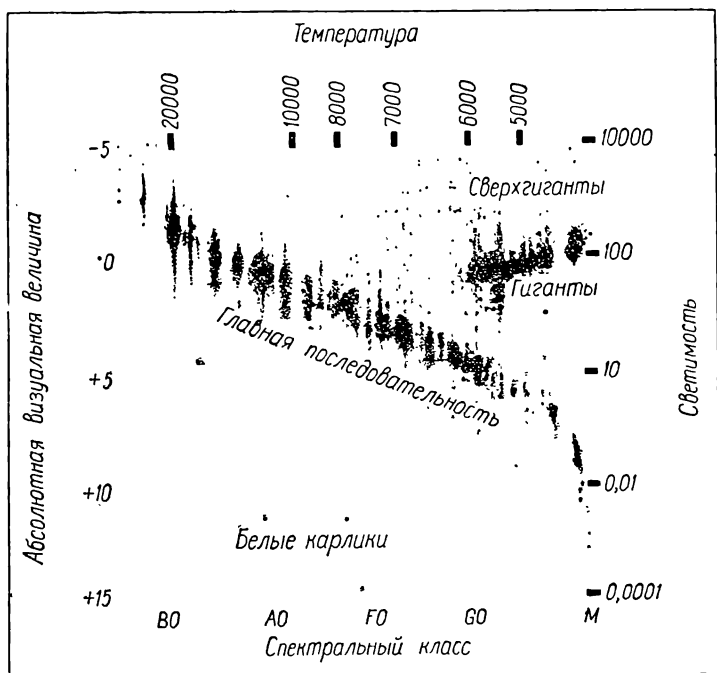 Температура
20000
10000
8000
7000
6000
5000
-5
°0
+5
+10
+15
Абсолютная визуальная величина
10000
100
10
0,01
0,0001
Светимость
Сверхгиганты
Гиганты
Главная последовательность
Белые карлики
B0 A0 F0 G0 M
Спектральный класс